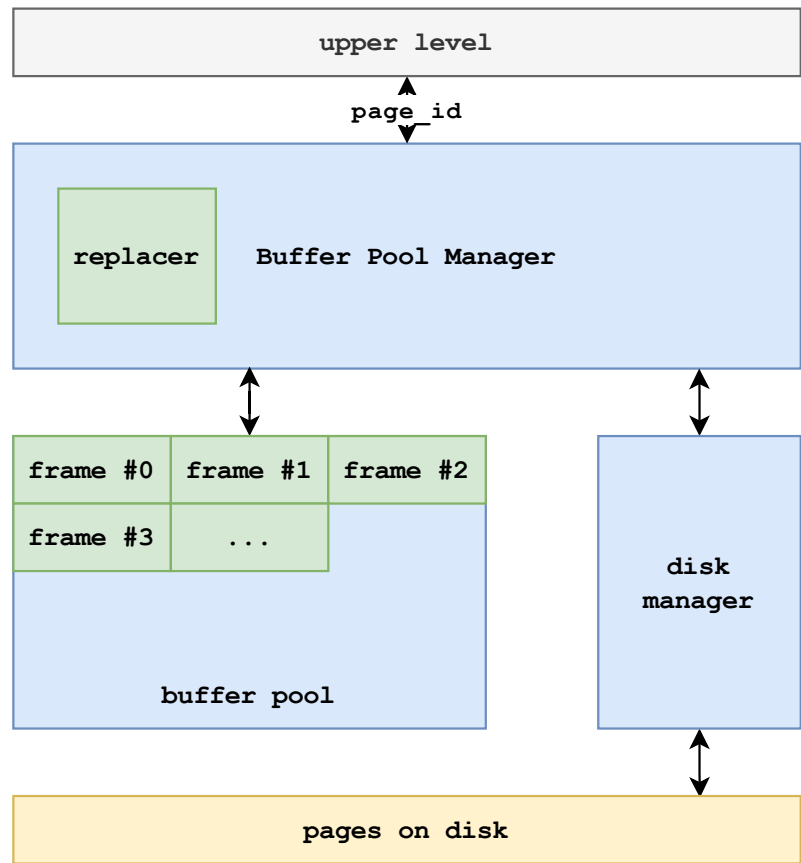 upper level
page_id
replacer
Buffer Pool Manager
frame #0
frame #1
frame #2
frame #3
...
disk
manager
buffer pool
pages on disk